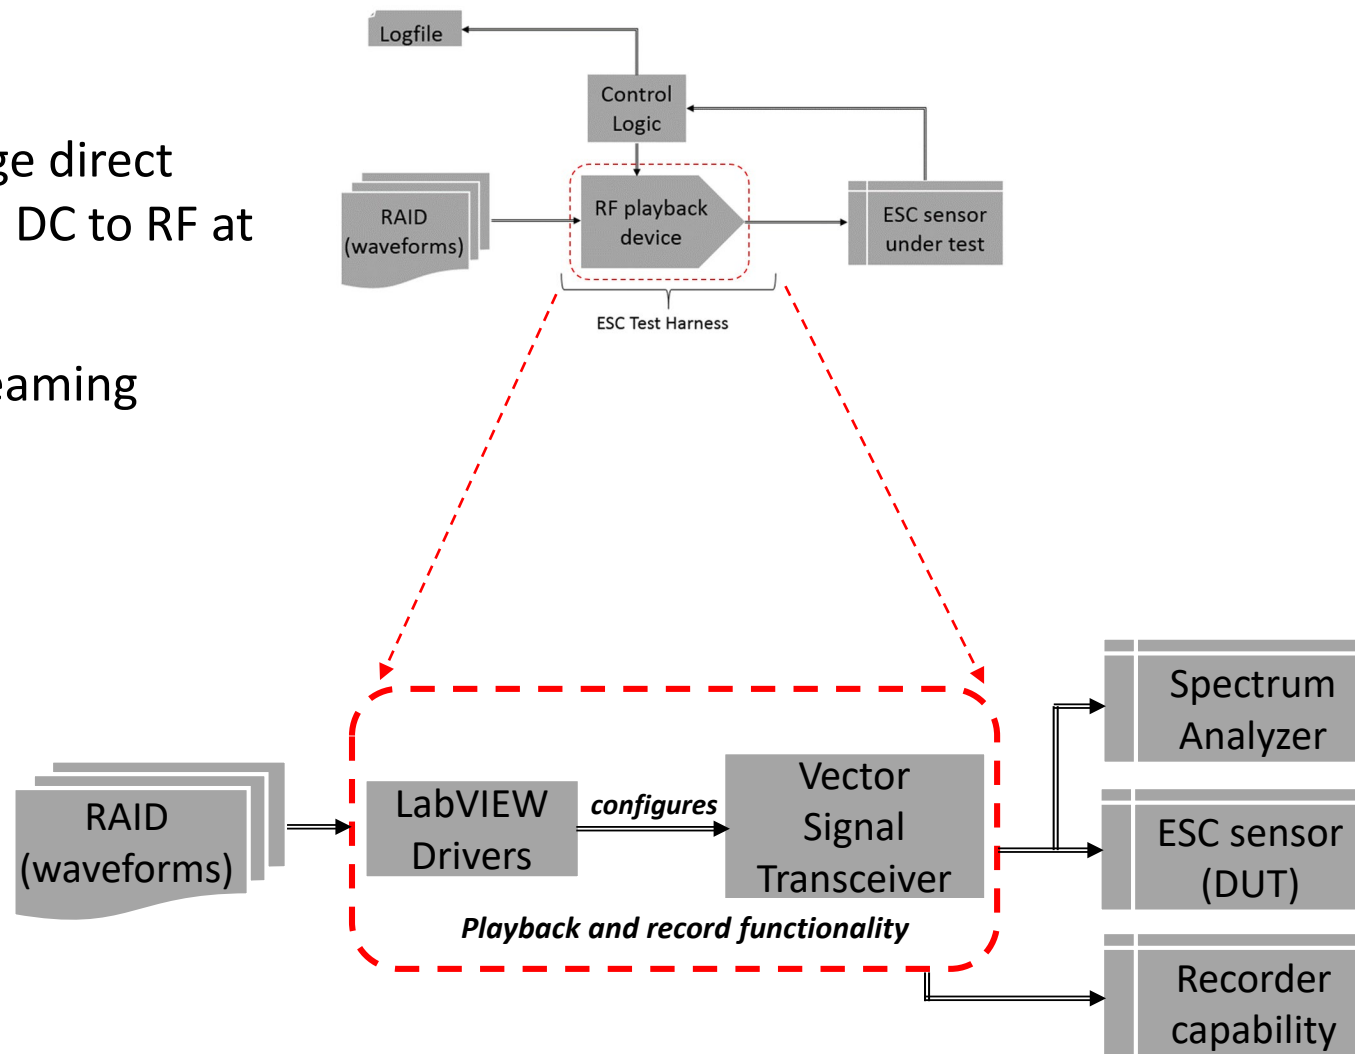 Logfile
Control
Logic
ge direct
DC to RF at
eaming
RAID
(waveforms)
RF playback
device
ESC sensor
under test
ESC Test Harness
RAID
(waveforms)
LabVIEW
Drivers
configures
Vector
Signal
Transceiver
Playback and record functionality
Spectrum
Analyzer
ESC sensor
(DUT)
Recorder
capability